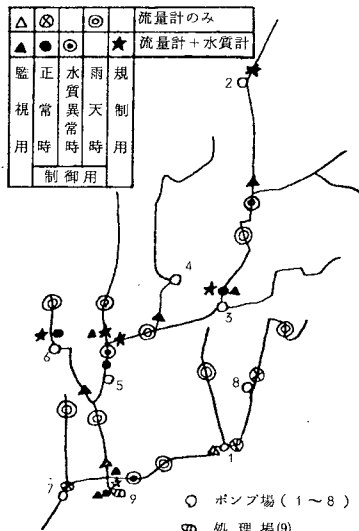 流量計のみ
流量計+水質計
監視用
正常時
水質異常時
雨天時
規制用
制御用
2
4
3
6
5
8
1
7
9
ポンプ場(1~8)
処理場(9)